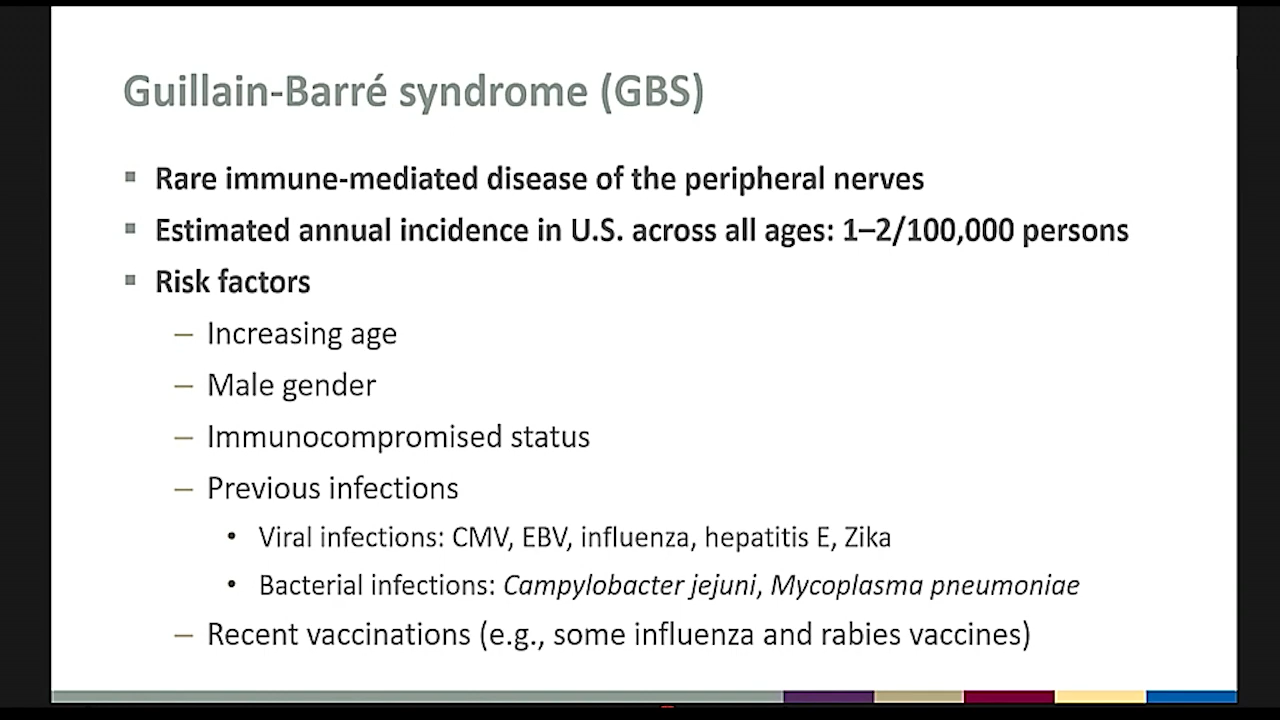 Guillain-Barré syndrome (GBS)
▪ Rare immune-mediated disease of the peripheral nerves
▪ Estimated annual incidence in U.S. across all ages: 1–2/100,000 persons
▪ Risk factors
– Increasing age
– Male gender
– Immunocompromised status
– Previous infections
• Viral infections: CMV, EBV, influenza, hepatitis E, Zika
• Bacterial infections: Campylobacter jejuni, Mycoplasma pneumoniae
– Recent vaccinations (e.g., some influenza and rabies vaccines)